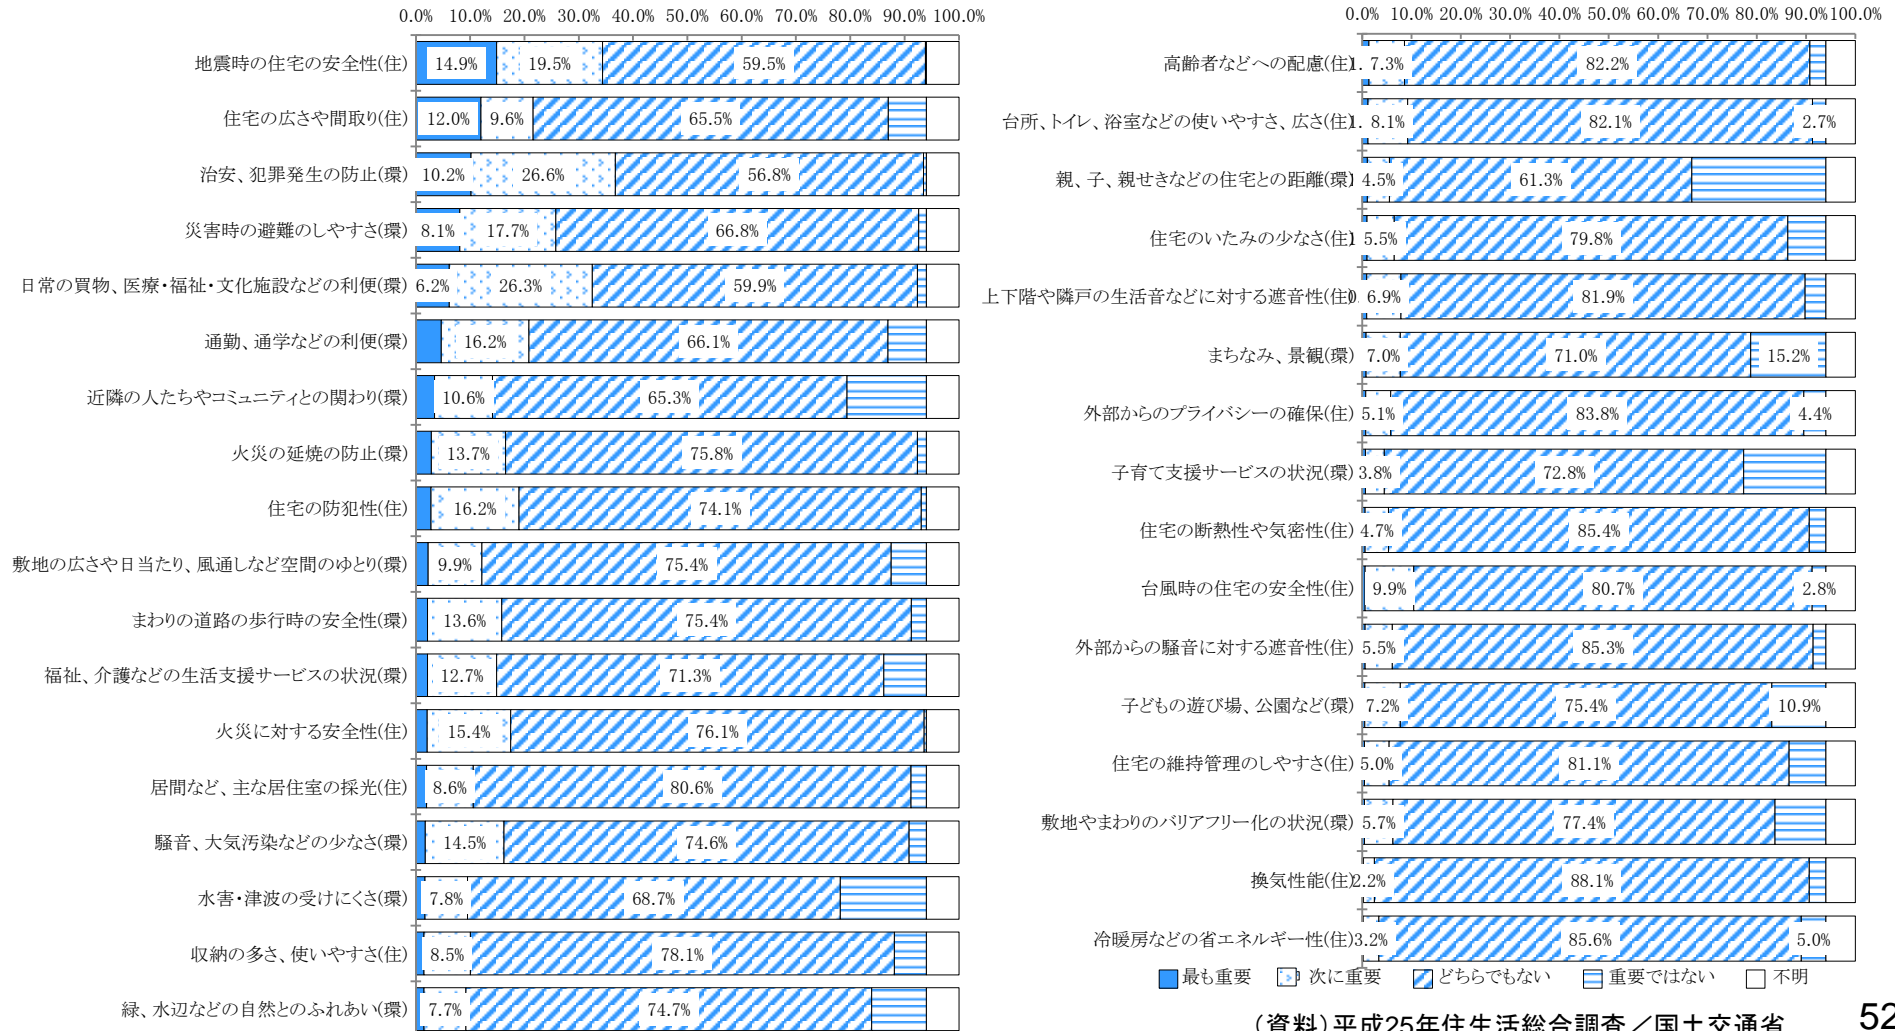 0.0% 10.0% 20.0% 30.0% 40.0% 50.0% 60.0% 70.0% 80.0% 90.0% 100.0%
地震時の住宅の安全性(住) 14.9% 19.5% 59.5%
住宅の広さや間取り(住) 12.0% 9.6% 65.5%
治安、犯罪発生の防止(環) 10.2% 26.6% 56.8%
災害時の避難のしやすさ(環) 8.1% 17.7% 66.8%
日常の買物、医療・福祉・文化施設などの利便(環) 6.2% 26.3% 59.9%
通勤、通学などの利便(環) 16.2% 66.1%
近隣の人たちやコミュニティとの関わり(環) 10.6% 65.3%
火災の延焼の防止(環) 13.7% 75.8%
住宅の防犯性(住) 16.2% 74.1%
敷地の広さや日当たり、風通しなど空間のゆとり(環) 9.9% 75.4%
まわりの道路の歩行時の安全性(環) 13.6% 75.4%
福祉、介護などの生活支援サービスの状況(環) 12.7% 71.3%
火災に対する安全性(住) 15.4% 76.1%
居間など、主な居住室の採光(住) 8.6% 80.6%
騒音、大気汚染などの少なさ(環) 14.5% 74.6%
水害・津波の受けにくさ(環) 7.8% 68.7%
収納の多さ、使いやすさ(住) 8.5% 78.1%
緑、水辺などの自然とのふれあい(環) 7.7% 74.7%
0.0% 10.0% 20.0% 30.0% 40.0% 50.0% 60.0% 70.0% 80.0% 90.0% 100.0%
高齢者などへの配慮(住) 1. 7.3% 82.2%
台所、トイレ、浴室などの使いやすさ、広さ(住) 1. 8.1% 82.1% 2.7%
親、子、親せきなどの住宅との距離(環) 4.5% 61.3%
住宅のいたみの少なさ(住) 5.5% 79.8%
上下階や隣戸の生活音などに対する遮音性(住) 6.9% 81.9%
まちなみ、景観(環) 7.0% 71.0% 15.2%
外部からのプライバシーの確保(住) 5.1% 83.8% 4.4%
子育て支援サービスの状況(環) 3.8% 72.8%
住宅の断熱性や気密性(住) 4.7% 85.4%
台風時の住宅の安全性(住) 9.9% 80.7% 2.8%
外部からの騒音に対する遮音性(住) 5.5% 85.3%
子どもの遊び場、公園など(環) 7.2% 75.4% 10.9%
住宅の維持管理のしやすさ(住) 5.0% 81.1%
敷地やまわりのバリアフリー化の状況(環) 5.7% 77.4%
換気性能(住) 2.2% 88.1%
冷暖房などの省エネルギー性(住) 3.2% 85.6% 5.0%
最も重要 次に重要 どちらでもない 重要ではない 不明
(資料)平成25年住生活総合調査/国土交通省
52